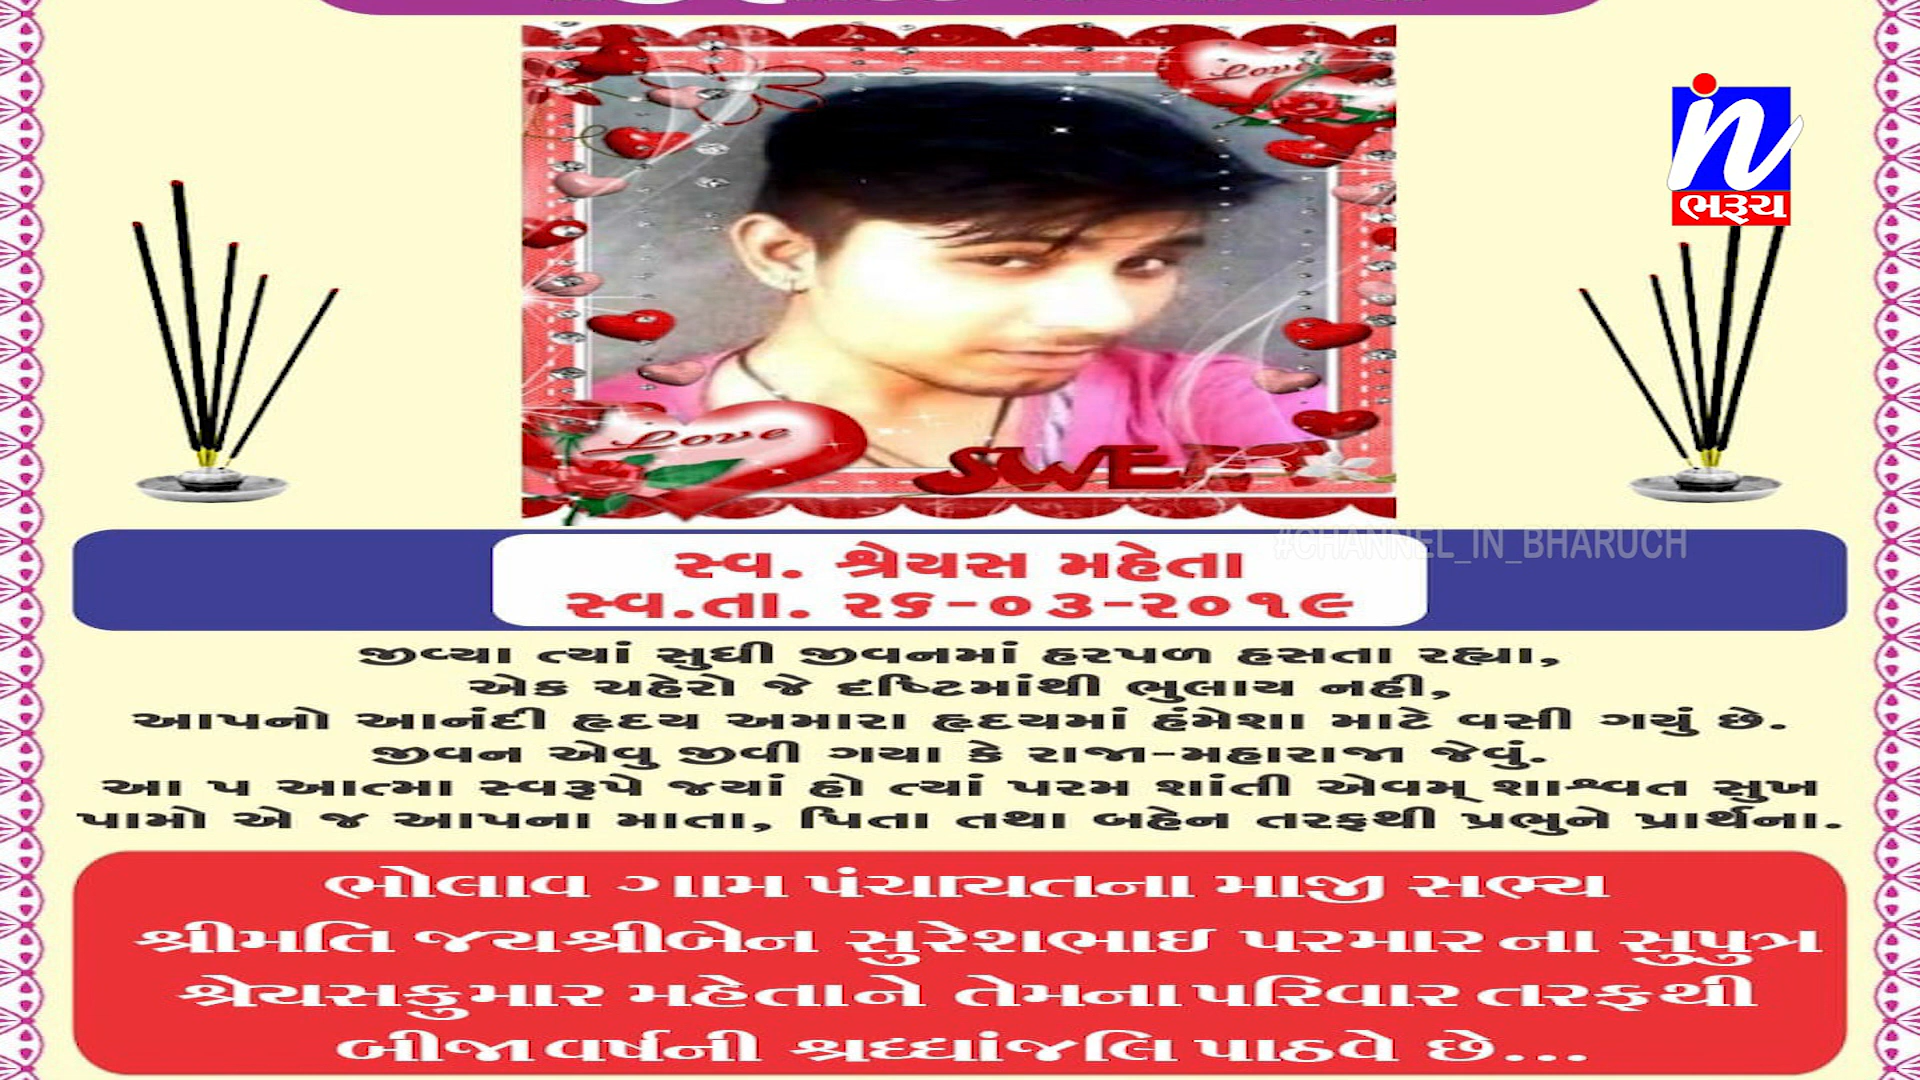 Love
ભરૂચ
Love
SWEET
#CHANNEL_IN_BHARUCH
સ્વ. શ્રેયસ મહેતા
સ્વ.તા. ૨૬-૦૩-૨૦૧૯
જીવ્યા ત્યાં સુધી જીવનમાં હરપળ હસતા રહ્યા,
એક ચહેરો જે દ્રષ્ટિમાંથી ભુલાય નહી,
આપનો આનંદી હૃદય અમારા હૃદયમાં હંમેશા માટે વસી ગયું છે.
જીવન એવુ જીવી ગયા કે રાજા-મહારાજા જેવું.
આ પ આત્મા સ્વરૂપે જયાં હો ત્યાં પરમ શાંતી એવમ્ શાશ્વત સુખ
પામો એ જ આપના માતા, પિતા તથા બહેન તરફથી પ્રભુને પ્રાર્થના.
ભોલાવ ગામ પંચાયતના માજી સભ્ય
શ્રીમતિ જયશ્રીબેન સુરેશભાઇ પરમાર ના સુપુત્ર
શ્રેયસકુમાર મહેતાને તેમના પરિવાર તરફથી
બીજા વર્ષની શ્રધ્ધાંજલિ પાઠવે છે...